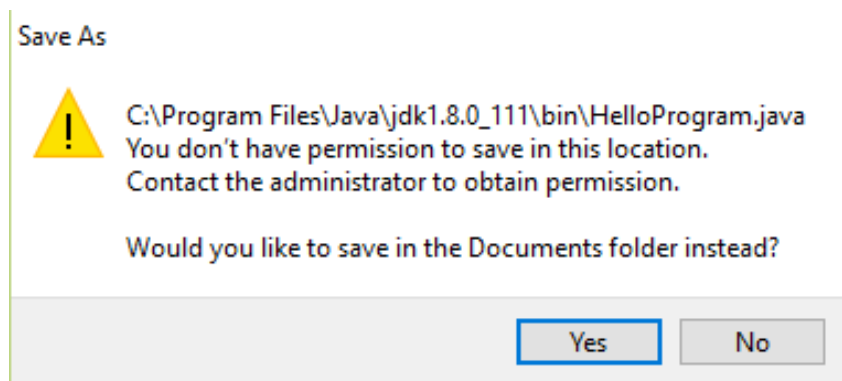 Save As
!
C:\Program Files\Java\jdk1.8.0_111\bin\HelloProgram.java
You don't have permission to save in this location.
Contact the administrator to obtain permission.
Would you like to save in the Documents folder instead?
Yes
No